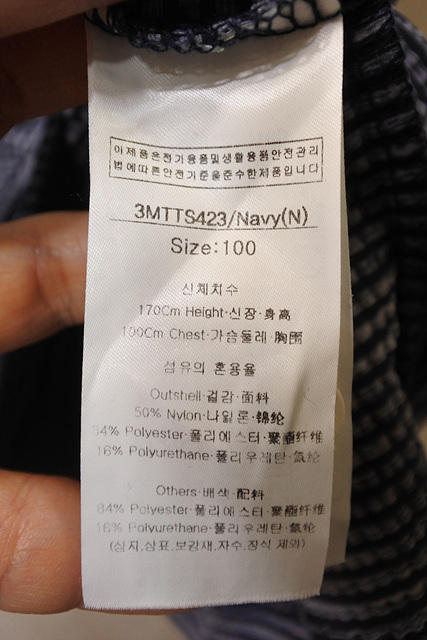 이제품은전기용품및생활용품안전관리
법에따른안전기준을준수한제품입니다
3MTTS423/Navy(N)
Size:100
신체치수
170Cm Height·신장·身高
100Cm Chest·가슴둘레·胸围
섬유의 혼용율
Outshell·겉감·面料
50% Nylon·나일론·锦纶
34% Polyester·폴리에스터·聚酯纤维
16% Polyurethane·폴리우레탄·氨纶
Others·배색·配料
84% Polyester·폴리에스터·聚酯纤维
16% Polyurethane·폴리우레탄·氨纶
(심지,상표,보강재,자수,장식 제외)